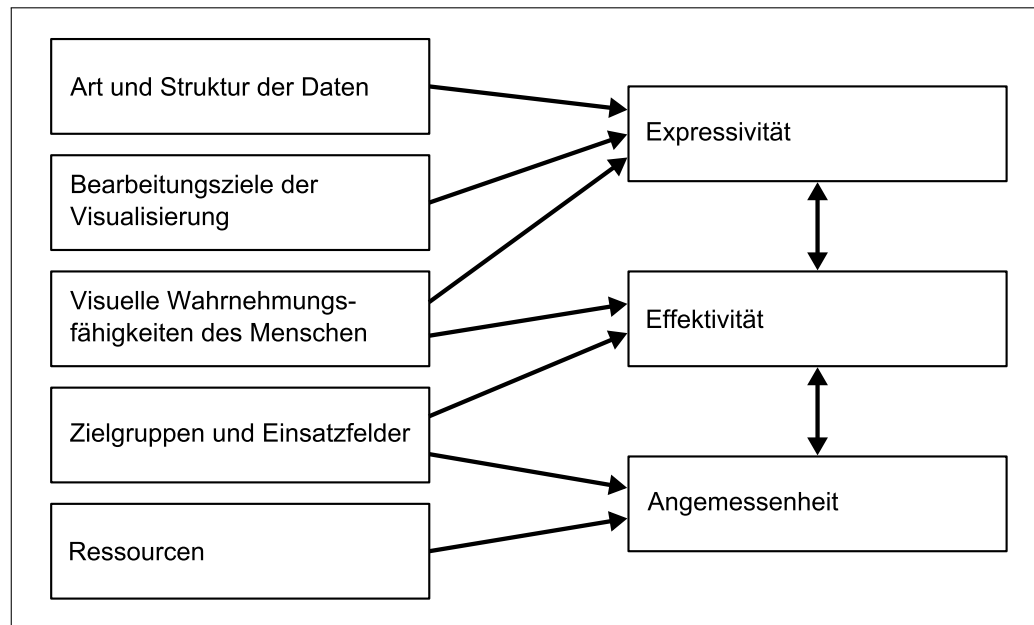 Art und Struktur der Daten
Bearbeitungsziele der
Visualisierung
Visuelle Wahrnehmungs-
fähigkeiten des Menschen
Zielgruppen und Einsatzfelder
Ressourcen
Expressivität
Effektivität
Angemessenheit